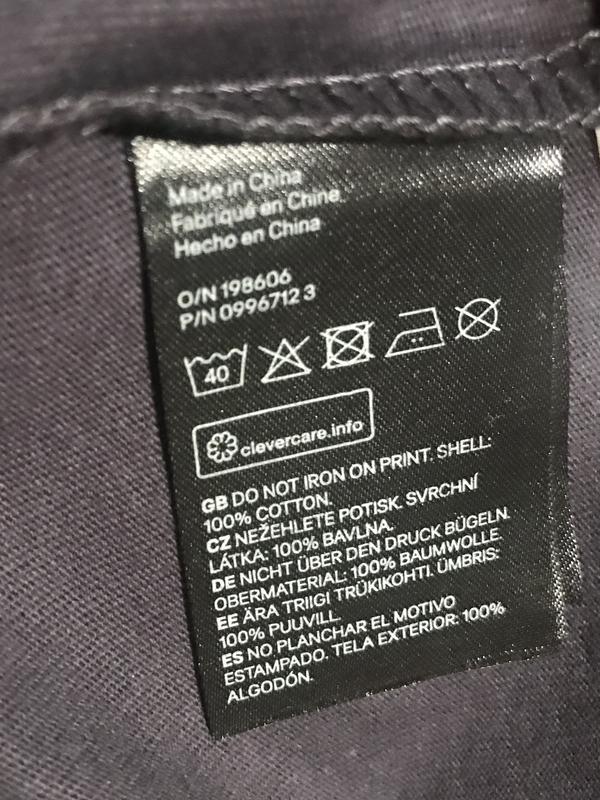 Made in China
Fabriqué en Chine
Hecho en China
O/N 198606
P/N 0996712 3
40
clevercare.info
GB DO NOT IRON ON PRINT. SHELL:
100% COTTON.
CZ NEŽEHLETE POTISK. SVRCHNÍ
LÁTKA: 100% BAVLNA.
DE NICHT ÜBER DEN DRUCK BÜGELN.
OBERMATERIAL: 100% BAUMWOLLE.
EE ÄRA TRIIGI TRÜKIKOHTI. ÜMBRIS:
100% PUUVILL.
ES NO PLANCHAR EL MOTIVO
ESTAMPADO. TELA EXTERIOR: 100%
ALGODÓN.